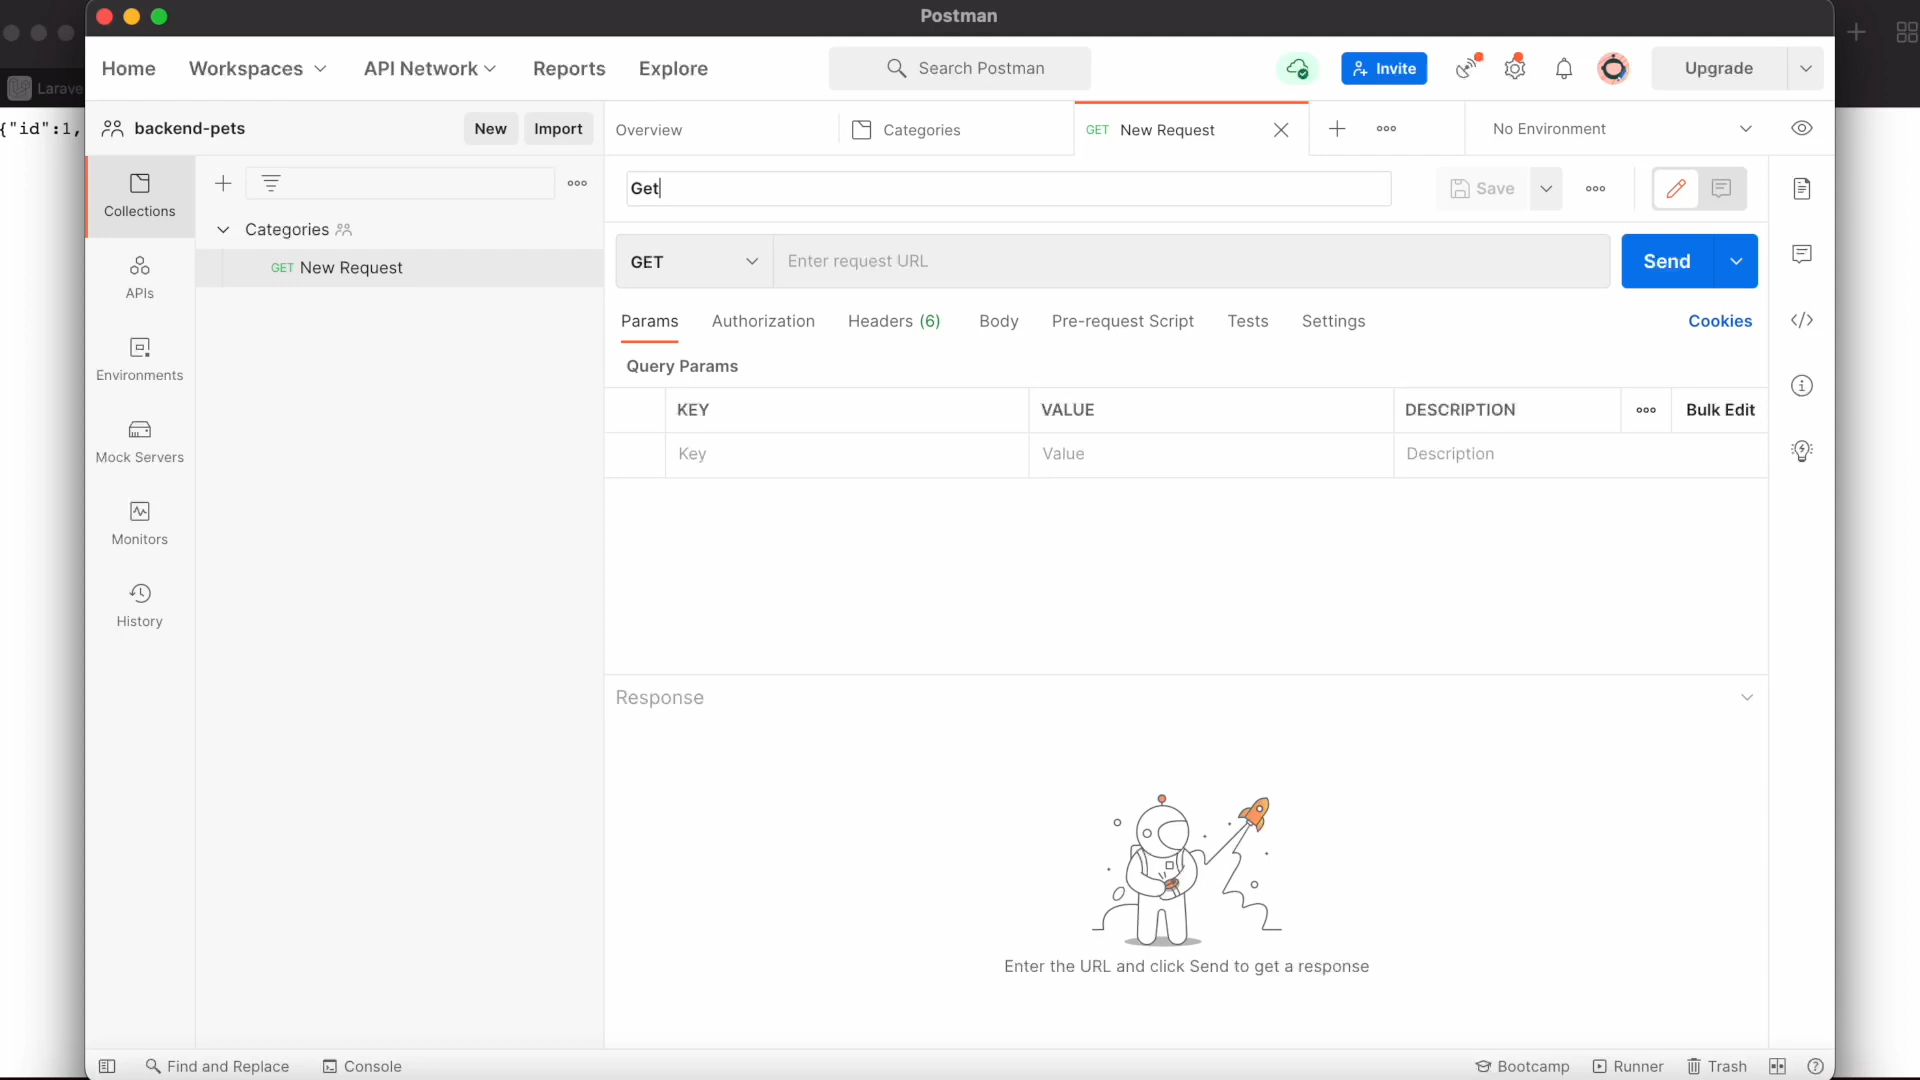 Postman
Home Workspaces API Network Reports Explore Search Postman Invite Upgrade
Larave
{"id":1,
backend-pets New Import Overview Categories GET New Request No Environment
Collections
Get Save
Categories
GET New Request
GET Enter request URL Send
APIs
Params Authorization Headers (6) Body Pre-request Script Tests Settings Cookies
Environments
Query Params
KEY VALUE DESCRIPTION Bulk Edit
Key Value Description
Mock Servers
Monitors
History
Response
Enter the URL and click Send to get a response
Find and Replace Console Bootcamp Runner Trash